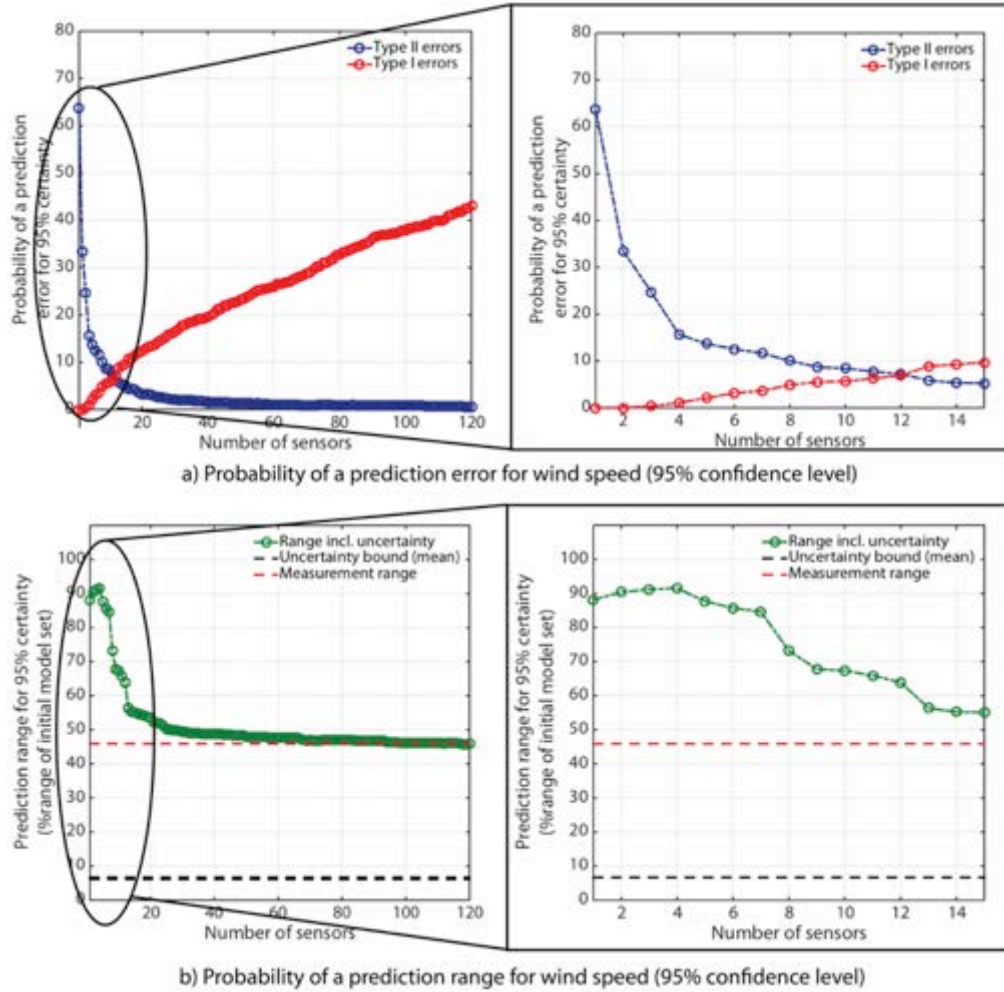 80
70
60
50
40
30
20
10
0
1
20
40
60
80
100
120
Type II errors
Type I errors
Probability of a prediction
error for 95% certainty
Number of sensors
80
70
60
50
40
30
20
10
0
2
4
6
8
10
12
14
Type II errors
Type I errors
Probability of a prediction
error for 95% certainty
Number of sensors
a) Probability of a prediction error for wind speed (95% confidence level)
100
90
80
70
60
50
40
30
20
10
0
20
40
60
80
100
120
Range incl. uncertainty
Uncertainty bound (mean)
Measurement range
Prediction range for 95% certainty
(%range of initial model set)
Number of sensors
100
90
80
70
60
50
40
30
20
10
0
2
4
6
8
10
12
14
Range incl. uncertainty
Uncertainty bound (mean)
Measurement range
Prediction range for 95% certainty
(%range of initial model set)
Number of sensors
b) Probability of a prediction range for wind speed (95% confidence level)